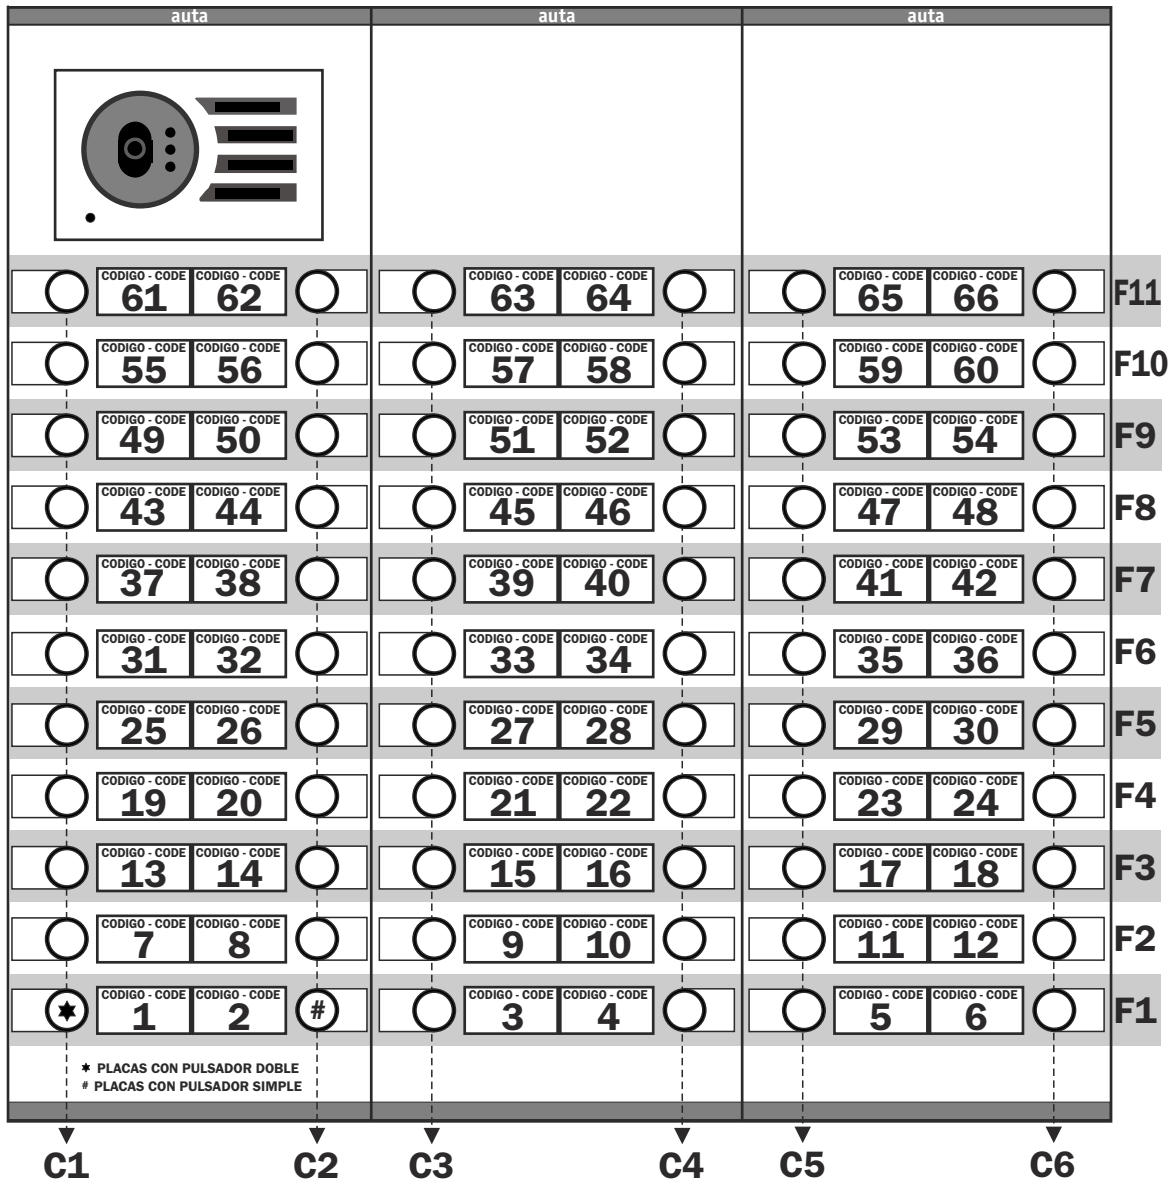 auta auta auta
CODIGO - CODE CODIGO - CODE CODIGO - CODE CODIGO - CODE CODIGO - CODE CODIGO - CODE
61 62 63 64 65 66 F11
CODIGO - CODE CODIGO - CODE CODIGO - CODE CODIGO - CODE CODIGO - CODE CODIGO - CODE
55 56 57 58 59 60 F10
CODIGO - CODE CODIGO - CODE CODIGO - CODE CODIGO - CODE CODIGO - CODE CODIGO - CODE
49 50 51 52 53 54 F9
CODIGO - CODE CODIGO - CODE CODIGO - CODE CODIGO - CODE CODIGO - CODE CODIGO - CODE
43 44 45 46 47 48 F8
CODIGO - CODE CODIGO - CODE CODIGO - CODE CODIGO - CODE CODIGO - CODE CODIGO - CODE
37 38 39 40 41 42 F7
CODIGO - CODE CODIGO - CODE CODIGO - CODE CODIGO - CODE CODIGO - CODE CODIGO - CODE
31 32 33 34 35 36 F6
CODIGO - CODE CODIGO - CODE CODIGO - CODE CODIGO - CODE CODIGO - CODE CODIGO - CODE
25 26 27 28 29 30 F5
CODIGO - CODE CODIGO - CODE CODIGO - CODE CODIGO - CODE CODIGO - CODE CODIGO - CODE
19 20 21 22 23 24 F4
CODIGO - CODE CODIGO - CODE CODIGO - CODE CODIGO - CODE CODIGO - CODE CODIGO - CODE
13 14 15 16 17 18 F3
CODIGO - CODE CODIGO - CODE CODIGO - CODE CODIGO - CODE CODIGO - CODE CODIGO - CODE
7 8 9 10 11 12 F2
CODIGO - CODE CODIGO - CODE CODIGO - CODE CODIGO - CODE CODIGO - CODE CODIGO - CODE
✶ 1 2 # 3 4 5 6 F1
✶ PLACAS CON PULSADOR DOBLE
# PLACAS CON PULSADOR SIMPLE
C1 C2 C3 C4 C5 C6